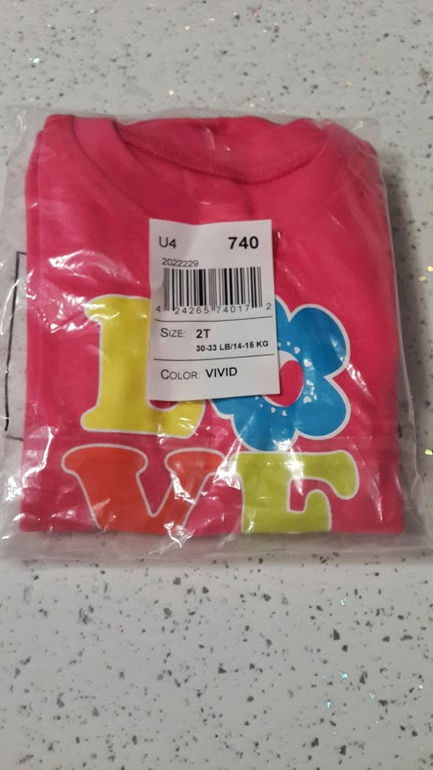 U4 740
2022229
4 24265 74017 2
SIZE: 2T
30-33 LB/14-15 KG
COLOR: VIVID
LOVE